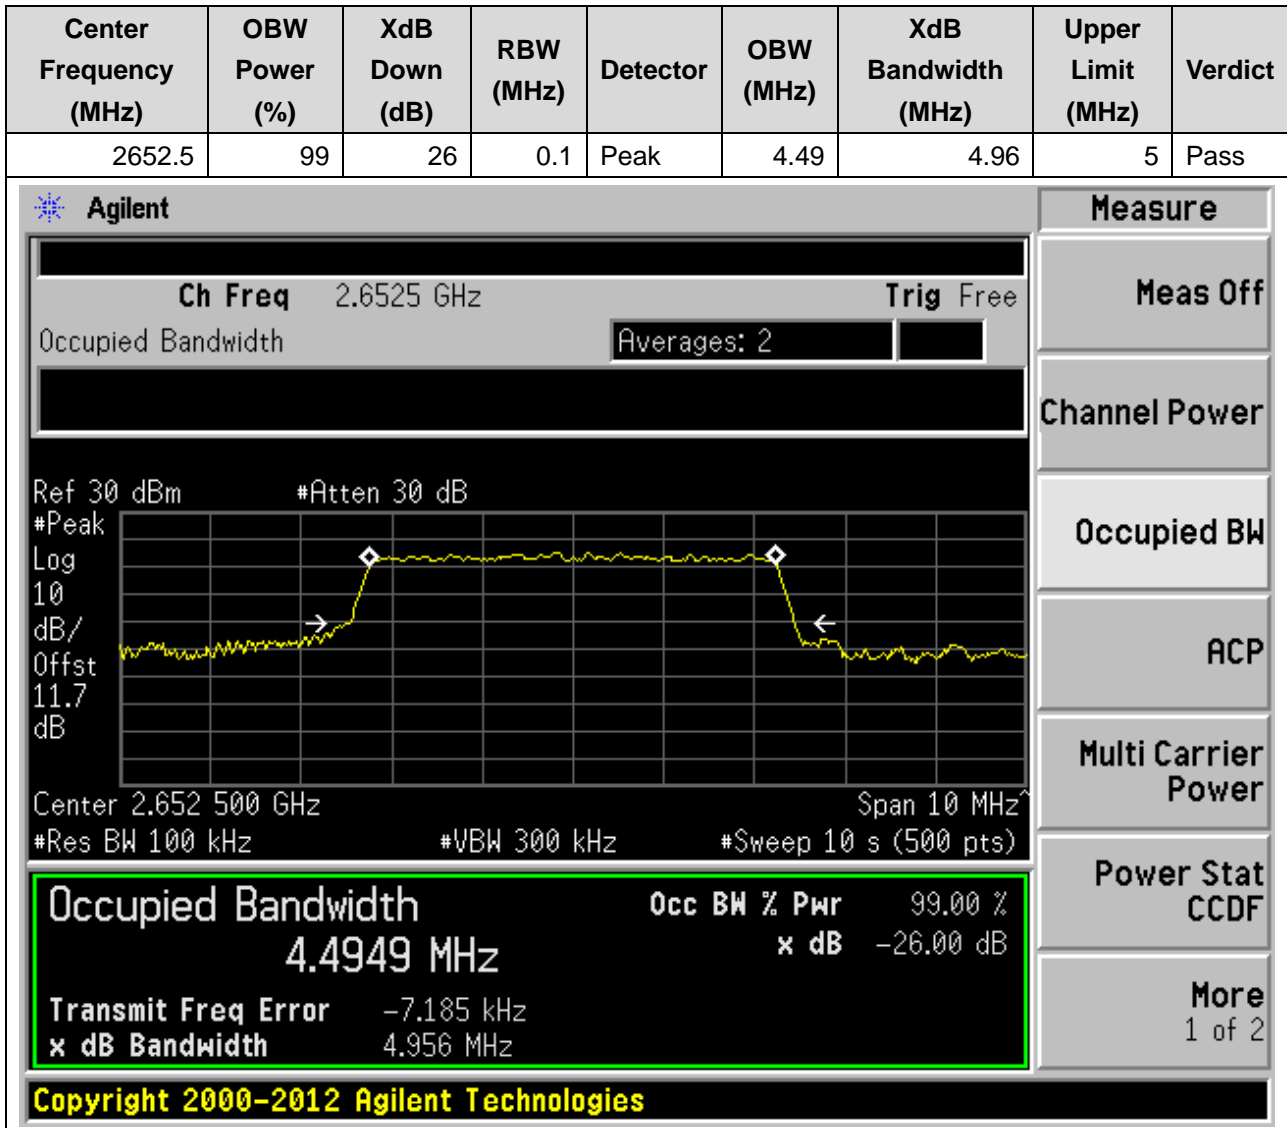 Center Frequency (MHz) OBW Power (%) XdB Down (dB) RBW (MHz) Detector OBW (MHz) XdB Bandwidth (MHz) Upper Limit (MHz) Verdict
2652.5 99 26 0.1 Peak 4.49 4.96 5 Pass
Agilent
Measure
Ch Freq 2.6525 GHz Trig Free
Meas Off
Occupied Bandwidth Averages: 2
Channel Power
Ref 30 dBm #Atten 30 dB
#Peak
Log
10
dB/
Offst
11.7
dB
Occupied BW
ACP
Multi Carrier
Power
Center 2.652 500 GHz Span 10 MHz^
#Res BW 100 kHz #VBW 300 kHz #Sweep 10 s (500 pts)
Power Stat
CCDF
Occupied Bandwidth Occ BW % Pwr 99.00 %
4.4949 MHz x dB -26.00 dB
Transmit Freq Error -7.185 kHz
x dB Bandwidth 4.956 MHz
More
1 of 2
Copyright 2000-2012 Agilent Technologies